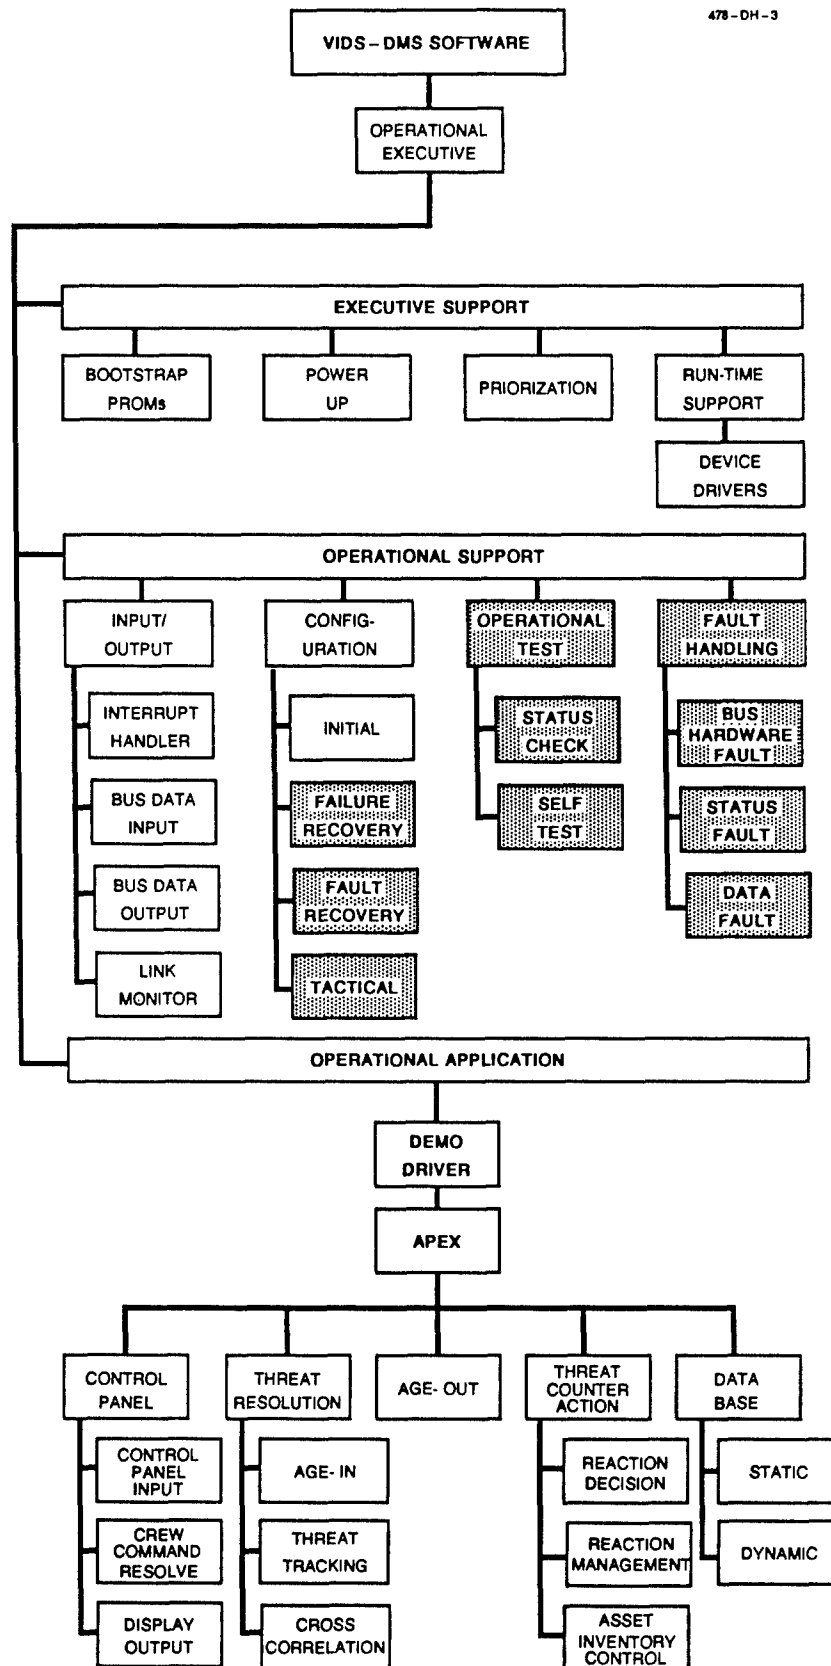 478-DH-3
VIDS-DMS SOFTWARE
OPERATIONAL
EXECUTIVE
EXECUTIVE SUPPORT
BOOTSTRAP
PROMs
POWER
UP
PRIORIZATION
RUN-TIME
SUPPORT
DEVICE
DRIVERS
OPERATIONAL SUPPORT
INPUT/
OUTPUT
INTERRUPT
HANDLER
BUS DATA
INPUT
BUS DATA
OUTPUT
LINK
MONITOR
CONFIG-
URATION
INITIAL
FAILURE
RECOVERY
FAULT
RECOVERY
TACTICAL
OPERATIONAL
TEST
STATUS
CHECK
SELF
TEST
FAULT
HANDLING
BUS
HARDWARE
FAULT
STATUS
FAULT
DATA
FAULT
OPERATIONAL APPLICATION
DEMO
DRIVER
APEX
CONTROL
PANEL
CONTROL
PANEL
INPUT
CREW
COMMAND
RESOLVE
DISPLAY
OUTPUT
THREAT
RESOLUTION
AGE-IN
THREAT
TRACKING
CROSS
CORRELATION
AGE-OUT
THREAT
COUNTER
ACTION
REACTION
DECISION
REACTION
MANAGEMENT
ASSET
INVENTORY
CONTROL
DATA
BASE
STATIC
DYNAMIC